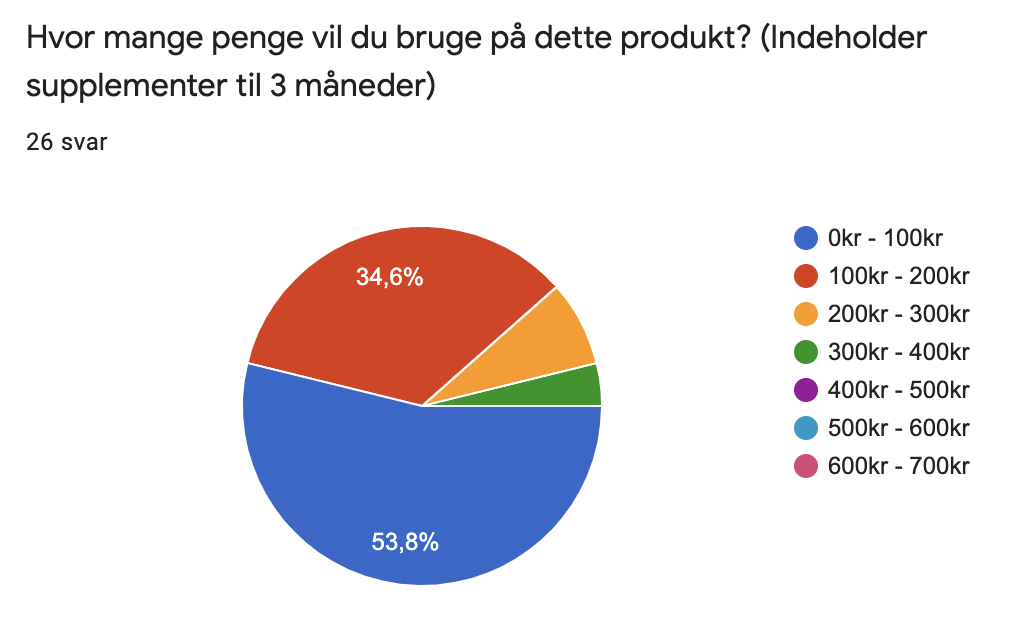 Hvor mange penge vil du bruge på dette produkt? (Indeholder
supplementer til 3 måneder)
26 svar
34,6%
53,8%
0kr - 100kr
100kr - 200kr
200kr - 300kr
300kr - 400kr
400kr - 500kr
500kr - 600kr
600kr - 700kr